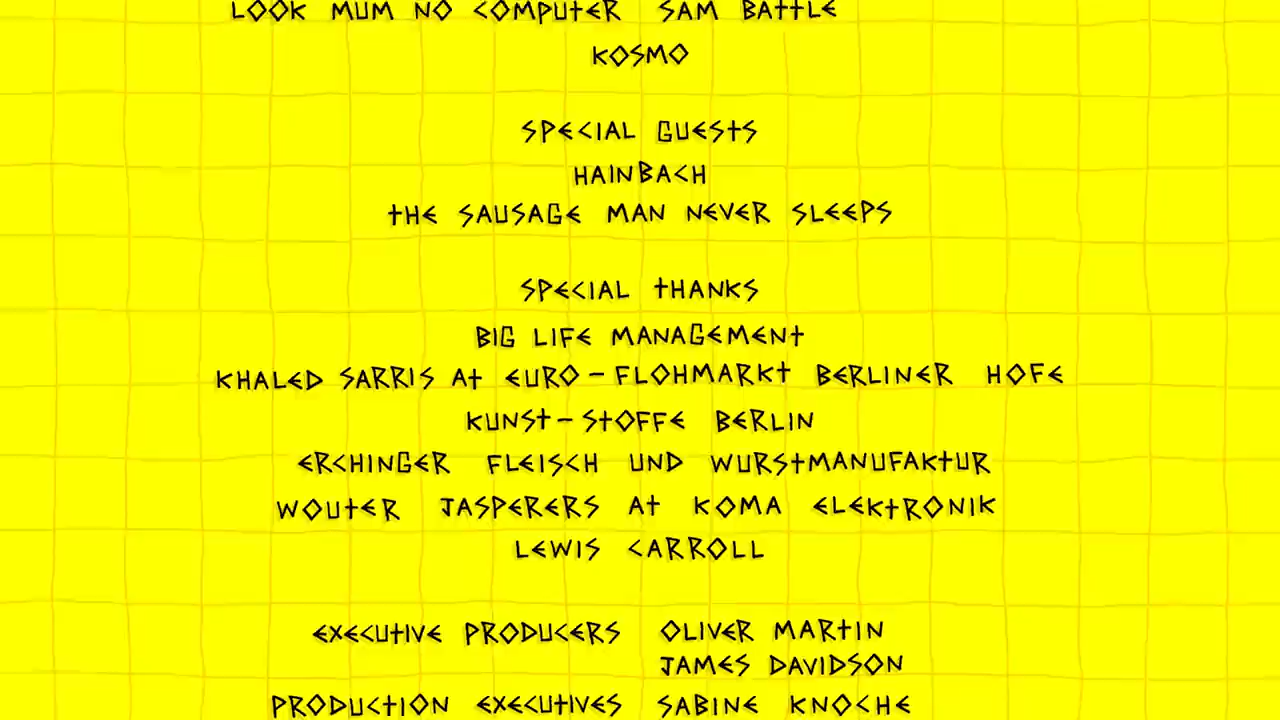 LOOK MUM NO COMPUTER SAM BATTLE
KOSMO
SPECIAL GUESTS
HAINBACH
THE SAUSAGE MAN NEVER SLEEPS
SPECIAL THANKS
BIG LIFE MANAGEMENT
KHALED SARRIS AT EURO-FLOHMARKT BERLINER HOFE
KUNST-STOFFE BERLIN
ERCHINGER FLEISCH UND WURSTMANUFAKTUR
WOUTER JASPERERS AT KOMA ELEKTRONIK
LEWIS CARROLL
EXECUTIVE PRODUCERS OLIVER MARTIN
JAMES DAVIDSON
PRODUCTION EXECUTIVES SABINE KNOCHE